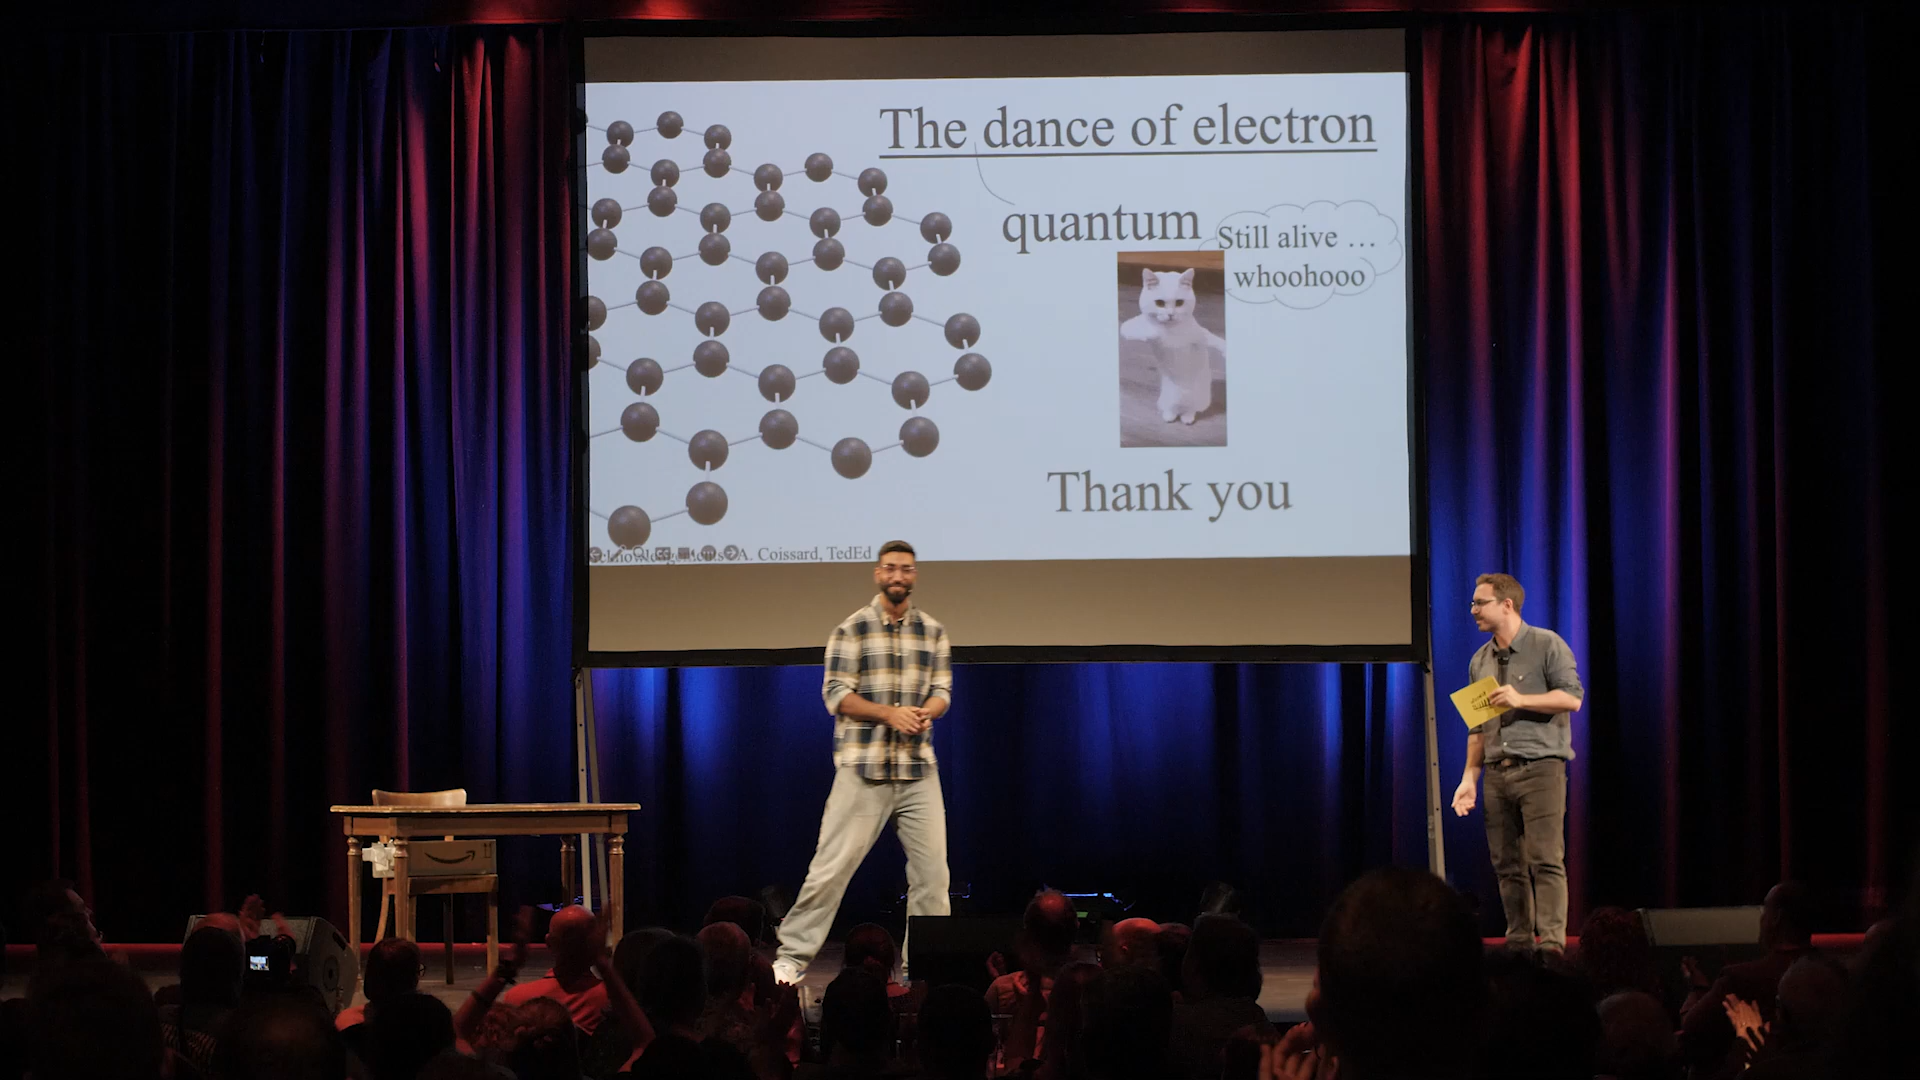 The dance of electron
quantum
Still alive ...
whoohooo
Thank you
A. Coissard, TedEd